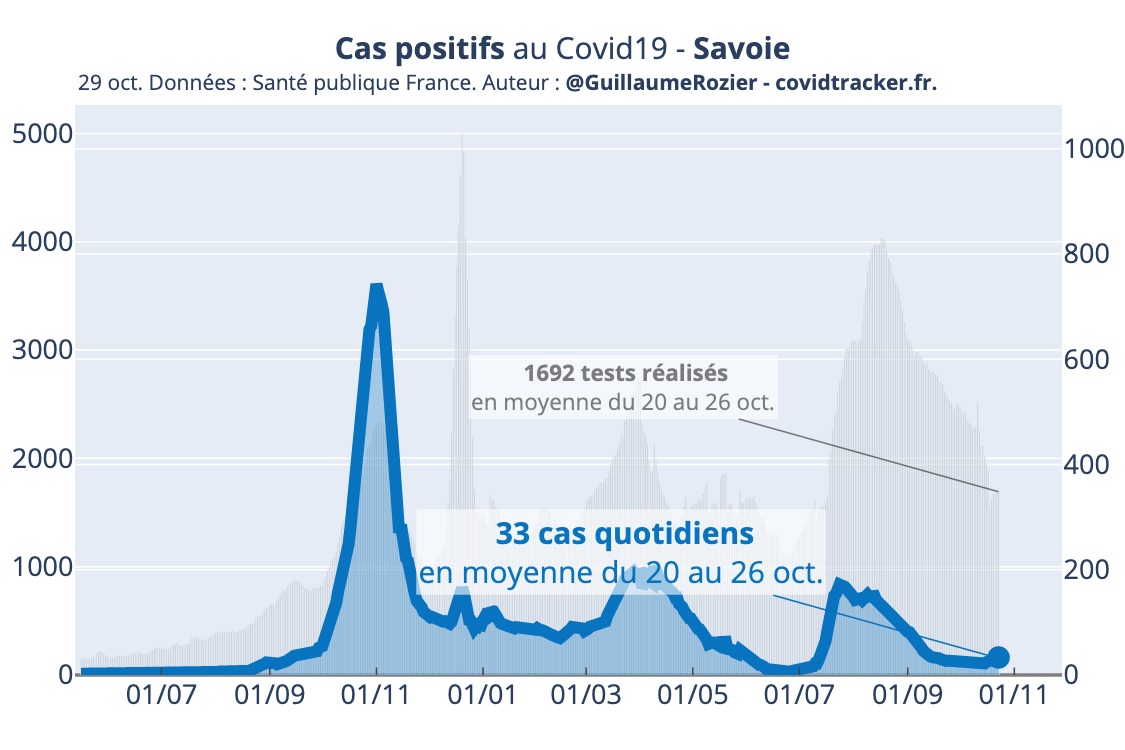 Cas positifs au Covid19 - Savoie
29 oct. Données : Santé publique France. Auteur : @GuillaumeRozier - covidtracker.fr.
5000
4000
3000
2000
1000
0
1000
800
600
400
200
0
1692 tests réalisés
en moyenne du 20 au 26 oct.
33 cas quotidiens
en moyenne du 20 au 26 oct.
01/07 01/09 01/11 01/01 01/03 01/05 01/07 01/09 01/11